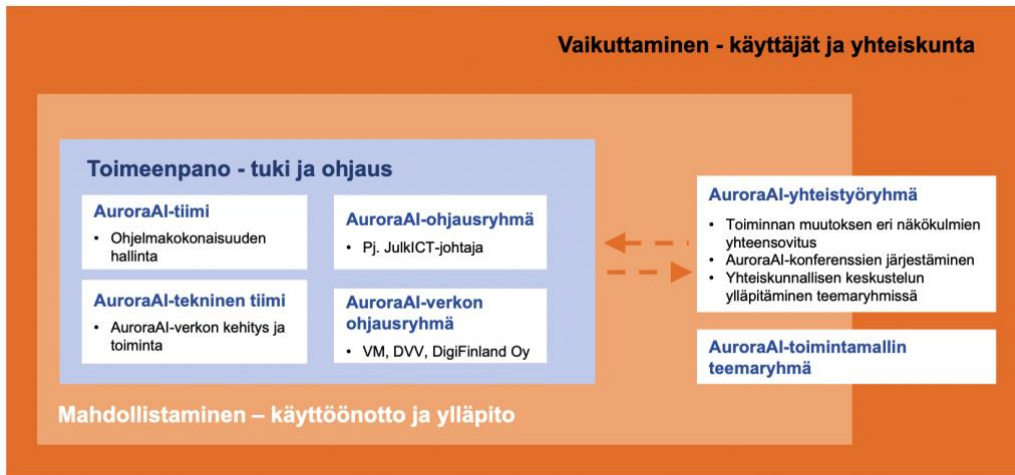 Vaikuttaminen - käyttäjät ja yhteiskunta
Toimeenpano - tuki ja ohjaus
AuroraAI-tiimi
• Ohjelmakokonaisuuden
hallinta
AuroraAI-ohjausryhmä
• Pj. JulkICT-johtaja
AuroraAI-tekninen tiimi
• AuroraAI-verkon kehitys ja
toiminta
AuroraAI-verkon
ohjausryhmä
• VM, DVV, DigiFinland Oy
AuroraAI-yhteistyöryhmä
• Toiminnan muutoksen eri näkökulmien
yhteensovitus
• AuroraAI-konferenssien järjestäminen
• Yhteiskunnallisen keskustelun
ylläpitäminen teemaryhmissä
AuroraAI-toimintamallin
teemaryhmä
Mahdollistaminen – käyttöönotto ja ylläpito